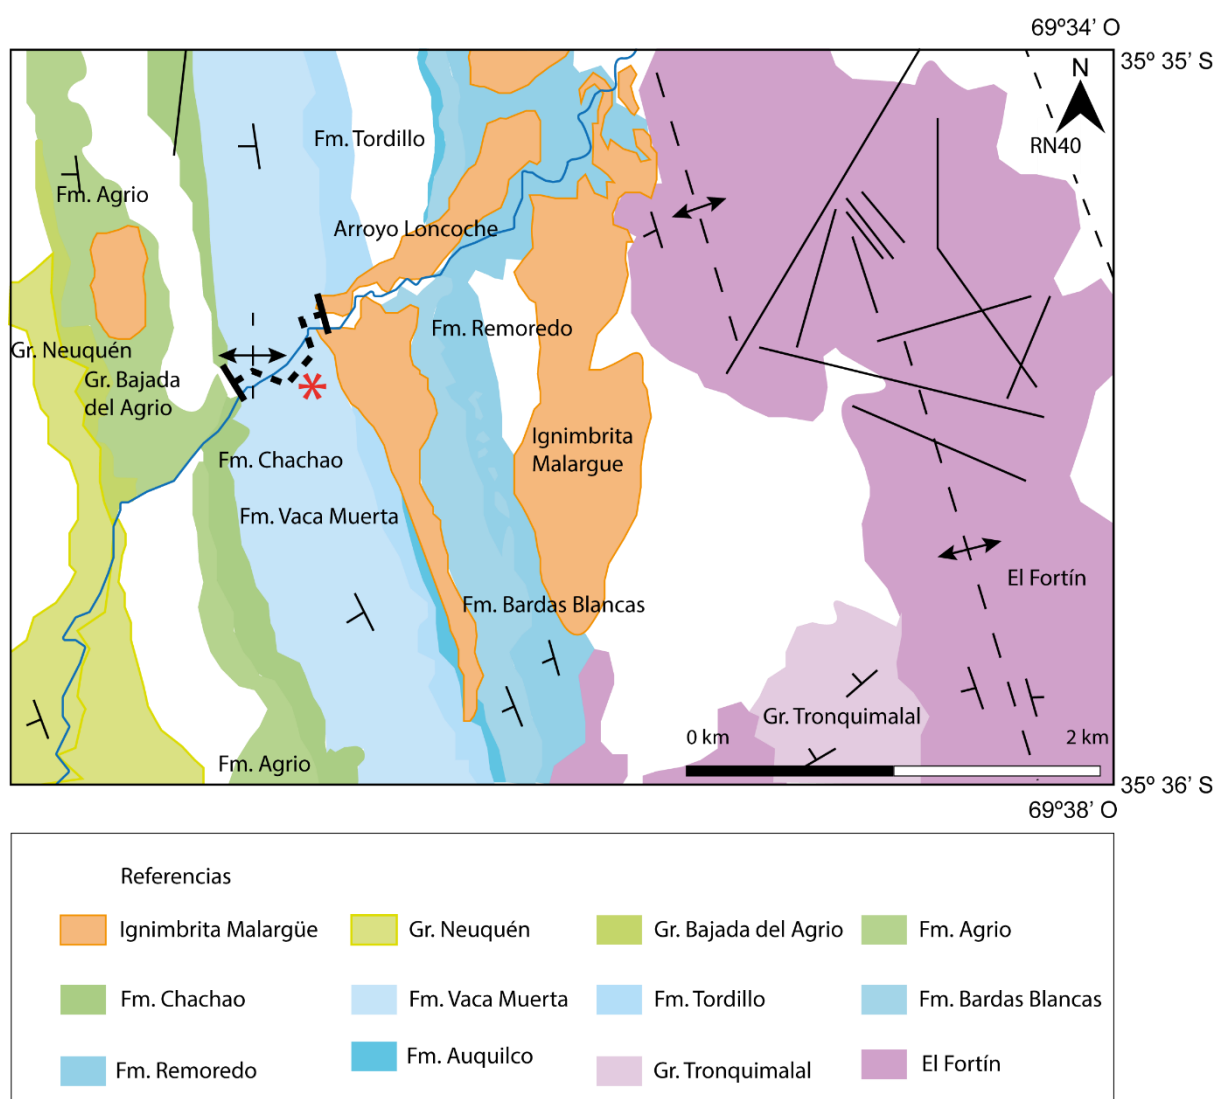 69º34’ O
35º 35’ S
N
RN40
Fm. Tordillo
Fm. Agrio
Arroyo Loncoche
Fm. Remoredo
Gr. Neuquén
Gr. Bajada
del Agrio
Ignimbrita
Malargue
Fm. Chachao
Fm. Vaca Muerta
El Fortín
Fm. Bardas Blancas
Gr. Tronquimalal
0 km
2 km
Fm. Agrio
35º 36’ S
69º38’ O
Referencias
Ignimbrita Malargüe
Gr. Neuquén
Gr. Bajada del Agrio
Fm. Agrio
Fm. Chachao
Fm. Vaca Muerta
Fm. Tordillo
Fm. Bardas Blancas
Fm. Remoredo
Fm. Auquilco
Gr. Tronquimalal
El Fortín